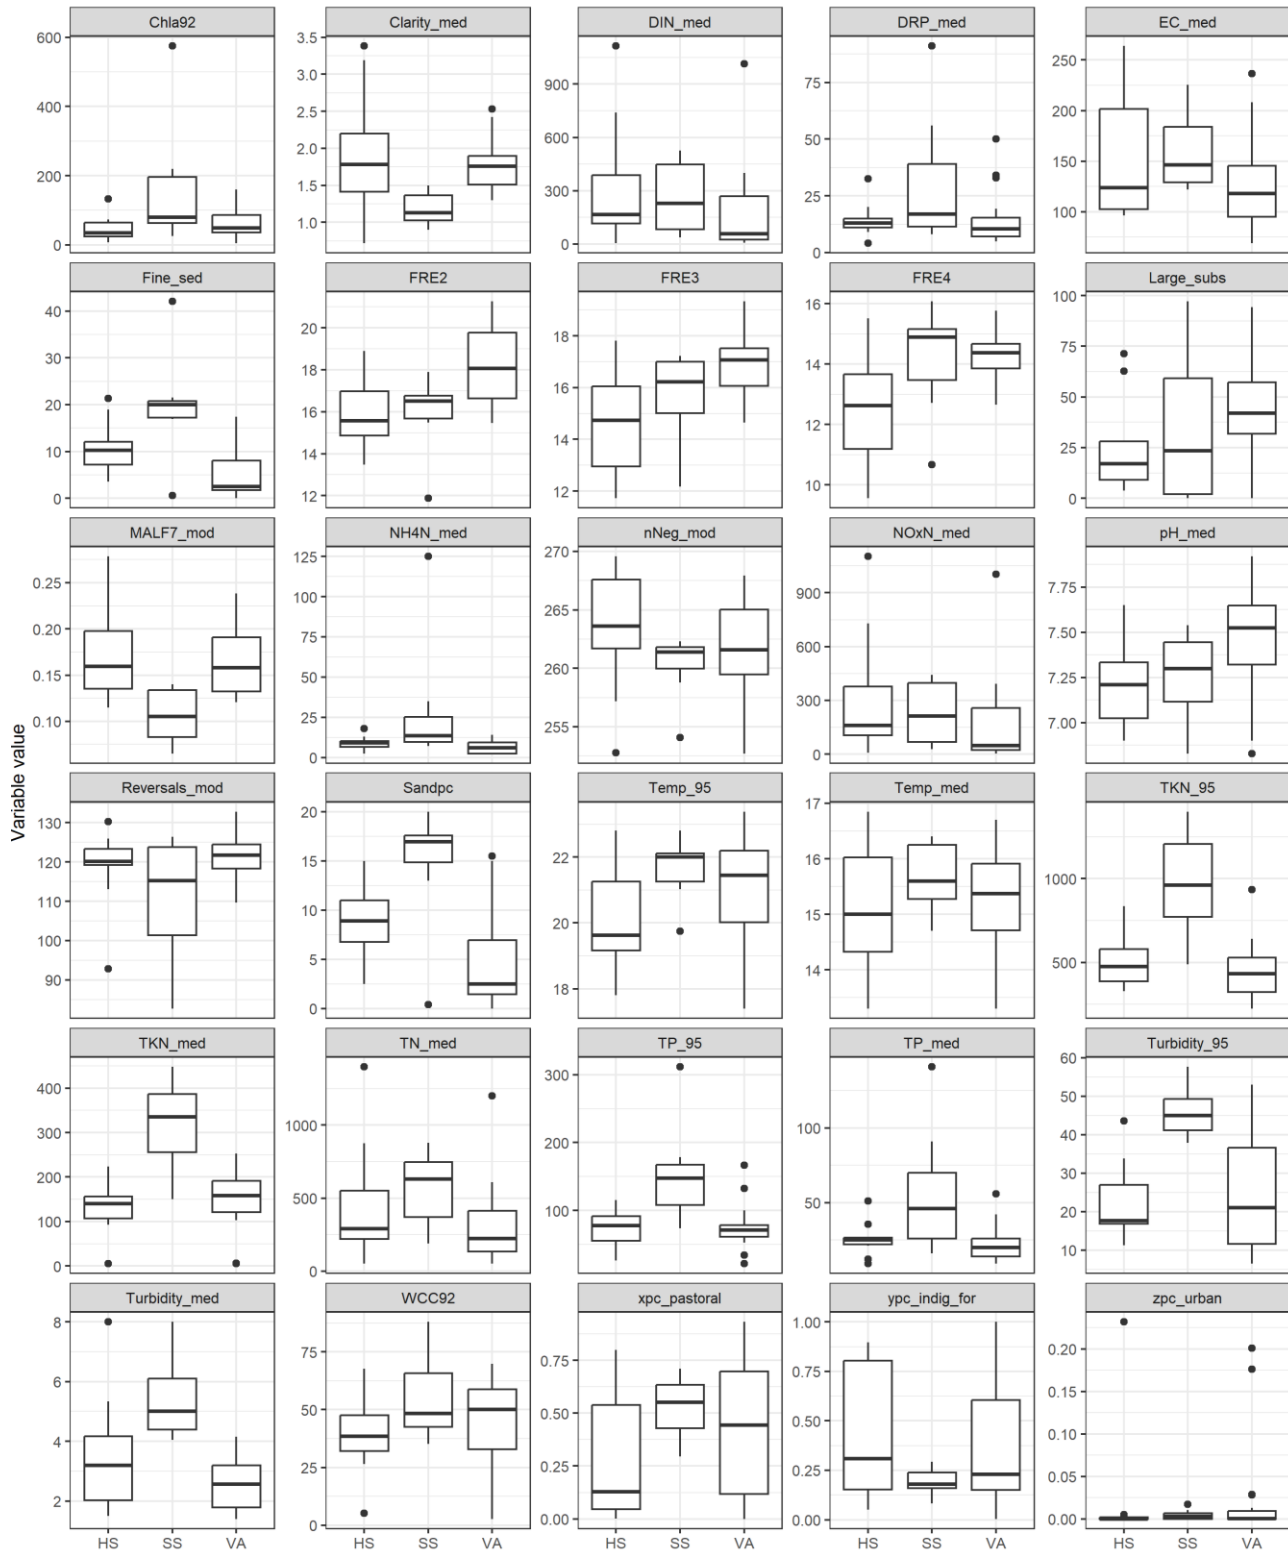 Chla92 Clarity_med DIN_med DRP_med EC_med
600 400 200 0
3.5 3.0 2.5 2.0 1.5 1.0
900 600 300 0
75 50 25 0
250 200 150 100
Fine_sed FRE2 FRE3 FRE4 Large_subs
40 30 20 10 0
20 18 16 14 12
18 16 14 12
16 14 12 10
100 75 50 25 0
MALF7_mod NH4N_med nNeg_mod NOxN_med pH_med
0.25 0.20 0.15 0.10
125 100 75 50 25 0
270 265 260 255
900 600 300 0
7.75 7.50 7.25 7.00
Variable value
Reversals_mod Sandpc Temp_95 Temp_med TKN_95
130 120 110 100 90
20 15 10 5 0
22 20 18
17 16 15 14
1000 500
TKN_med TN_med TP_95 TP_med Turbidity_95
400 300 200 100 0
1000 500 0
300 200 100
100 50
60 50 40 30 20 10
Turbidity_med WCC92 xpc_pastoral ypc_indig_for zpc_urban
8 6 4 2
75 50 25 0
0.75 0.50 0.25 0.00
1.00 0.75 0.50 0.25 0.00
0.20 0.15 0.10 0.05 0.00
HS SS VA HS SS VA HS SS VA HS SS VA HS SS VA